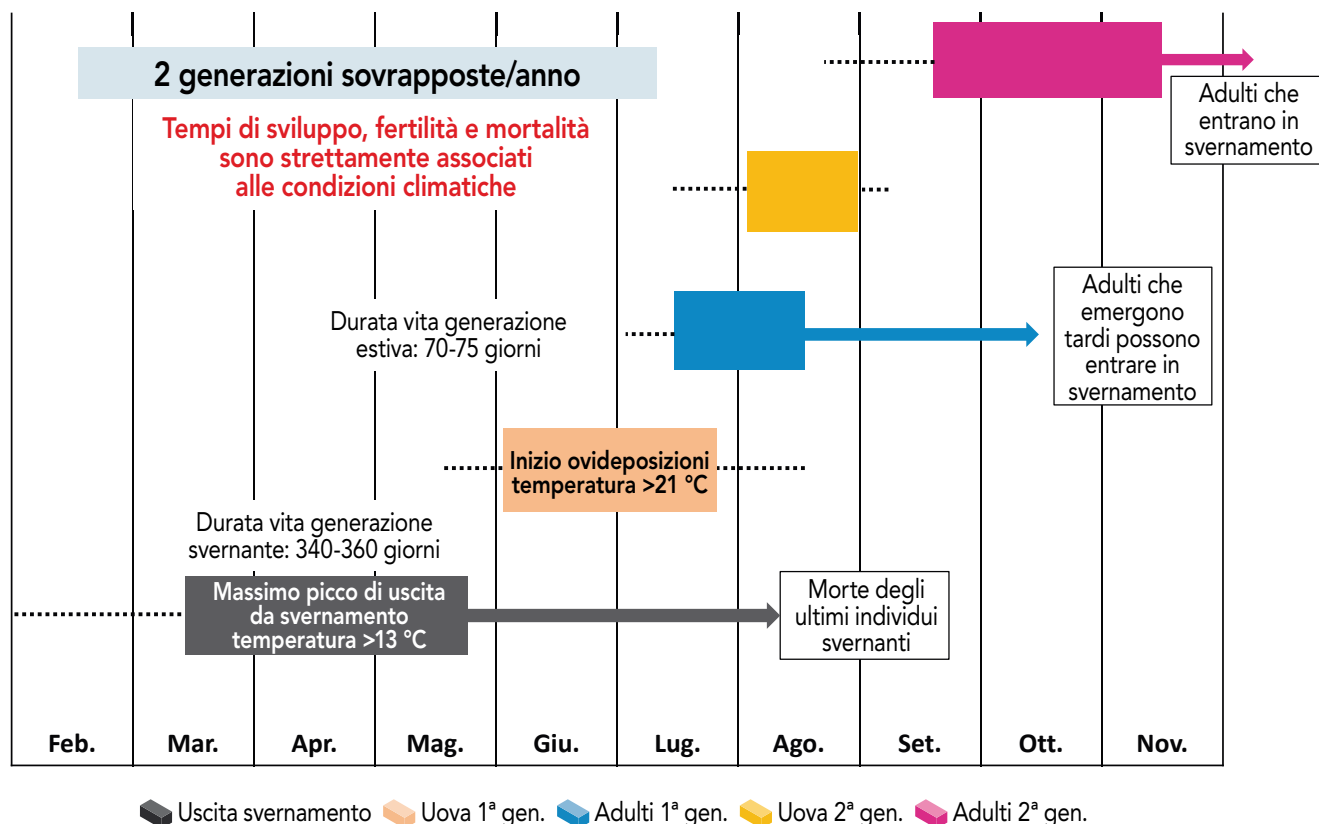 2 generazioni sovrapposte/anno
Tempi di sviluppo, fertilità e mortalità
sono strettamente associati
alle condizioni climatiche
Adulti che
entrano in
svernamento
Durata vita generazione
estiva: 70-75 giorni
Adulti che
emergono
tardi possono
entrare in
svernamento
Inizio ovideposizioni
temperatura >21 °C
Durata vita generazione
svernante: 340-360 giorni
Massimo picco di uscita
da svernamento
temperatura >13 °C
Morte degli
ultimi individui
svernanti
Feb. Mar. Apr. Mag. Giu. Lug. Ago. Set. Ott. Nov.
Uscita svernamento Uova 1ª gen. Adulti 1ª gen. Uova 2ª gen. Adulti 2ª gen.